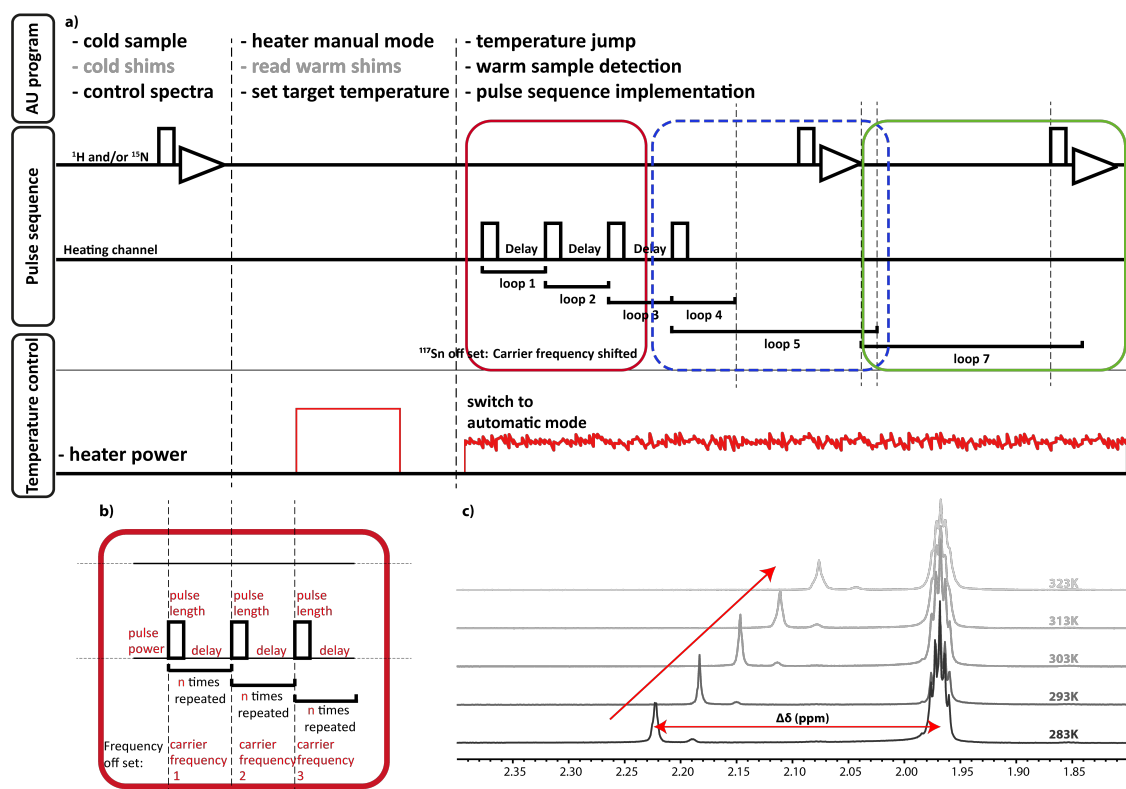 a)
AU program
- cold sample
- cold shims
- control spectra
- heater manual mode
- read warm shims
- set target temperature
- temperature jump
- warm sample detection
- pulse sequence implementation
Pulse sequence
¹H and/or ¹⁵N
Heating channel
Delay
Delay
Delay
loop 1
loop 2
loop 3
loop 4
loop 5
loop 7
¹¹⁷Sn off set: Carrier frequency shifted
Temperature control
- heater power
switch to
automatic mode
b)
pulse
length
pulse
length
pulse
length
pulse
power
delay
delay
delay
n times
repeated
n times
repeated
n times
repeated
Frequency
off set:
carrier
frequency
1
carrier
frequency
2
carrier
frequency
3
c)
323K
313K
303K
293K
283K
Δδ (ppm)
2.35 2.30 2.25 2.20 2.15 2.10 2.05 2.00 1.95 1.90 1.85